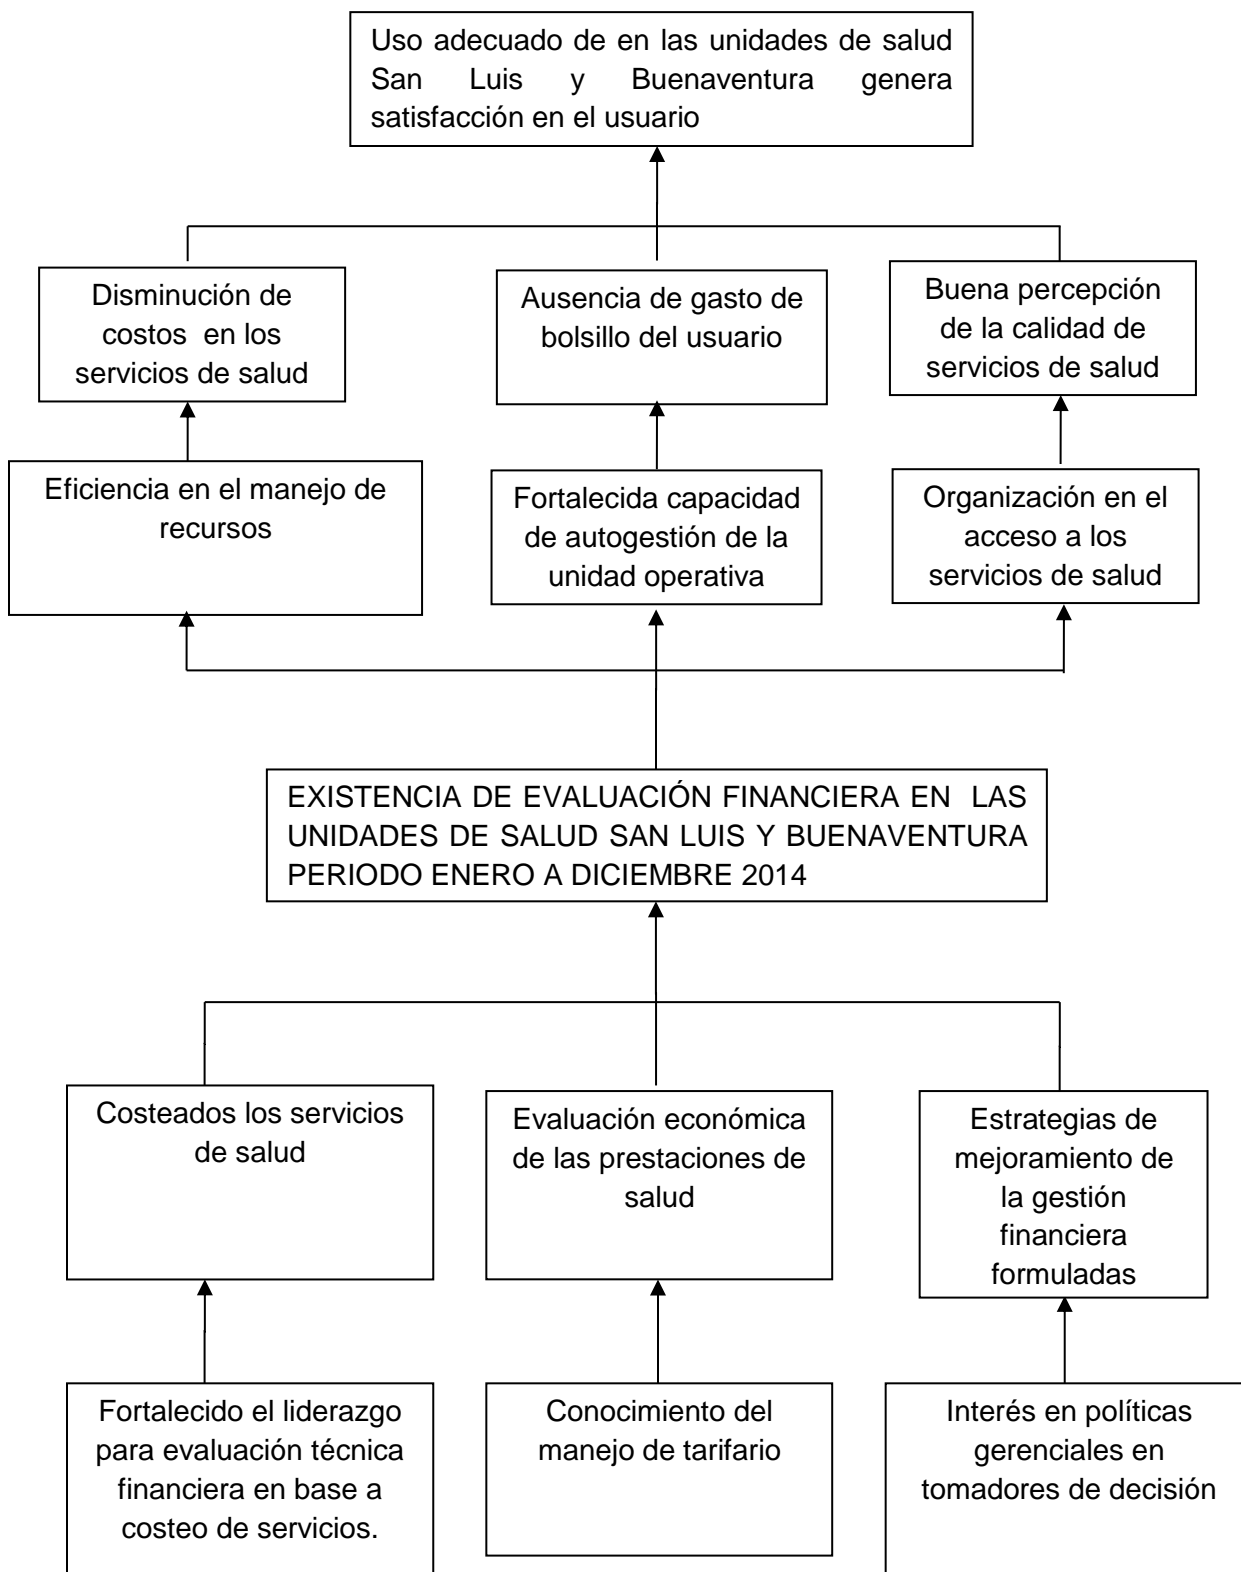 Uso adecuado de en las unidades de salud
San Luis y Buenaventura genera
satisfacción en el usuario
Disminución de
costos en los
servicios de salud
Ausencia de gasto de
bolsillo del usuario
Buena percepción
de la calidad de
servicios de salud
Eficiencia en el manejo de
recursos
Fortalecida capacidad
de autogestión de la
unidad operativa
Organización en el
acceso a los
servicios de salud
EXISTENCIA DE EVALUACIÓN FINANCIERA EN LAS
UNIDADES DE SALUD SAN LUIS Y BUENAVENTURA
PERIODO ENERO A DICIEMBRE 2014
Costeados los servicios
de salud
Evaluación económica
de las prestaciones de
salud
Estrategias de
mejoramiento de
la gestión
financiera
formuladas
Fortalecido el liderazgo
para evaluación técnica
financiera en base a
costeo de servicios.
Conocimiento del
manejo de tarifario
Interés en políticas
gerenciales en
tomadores de decisión